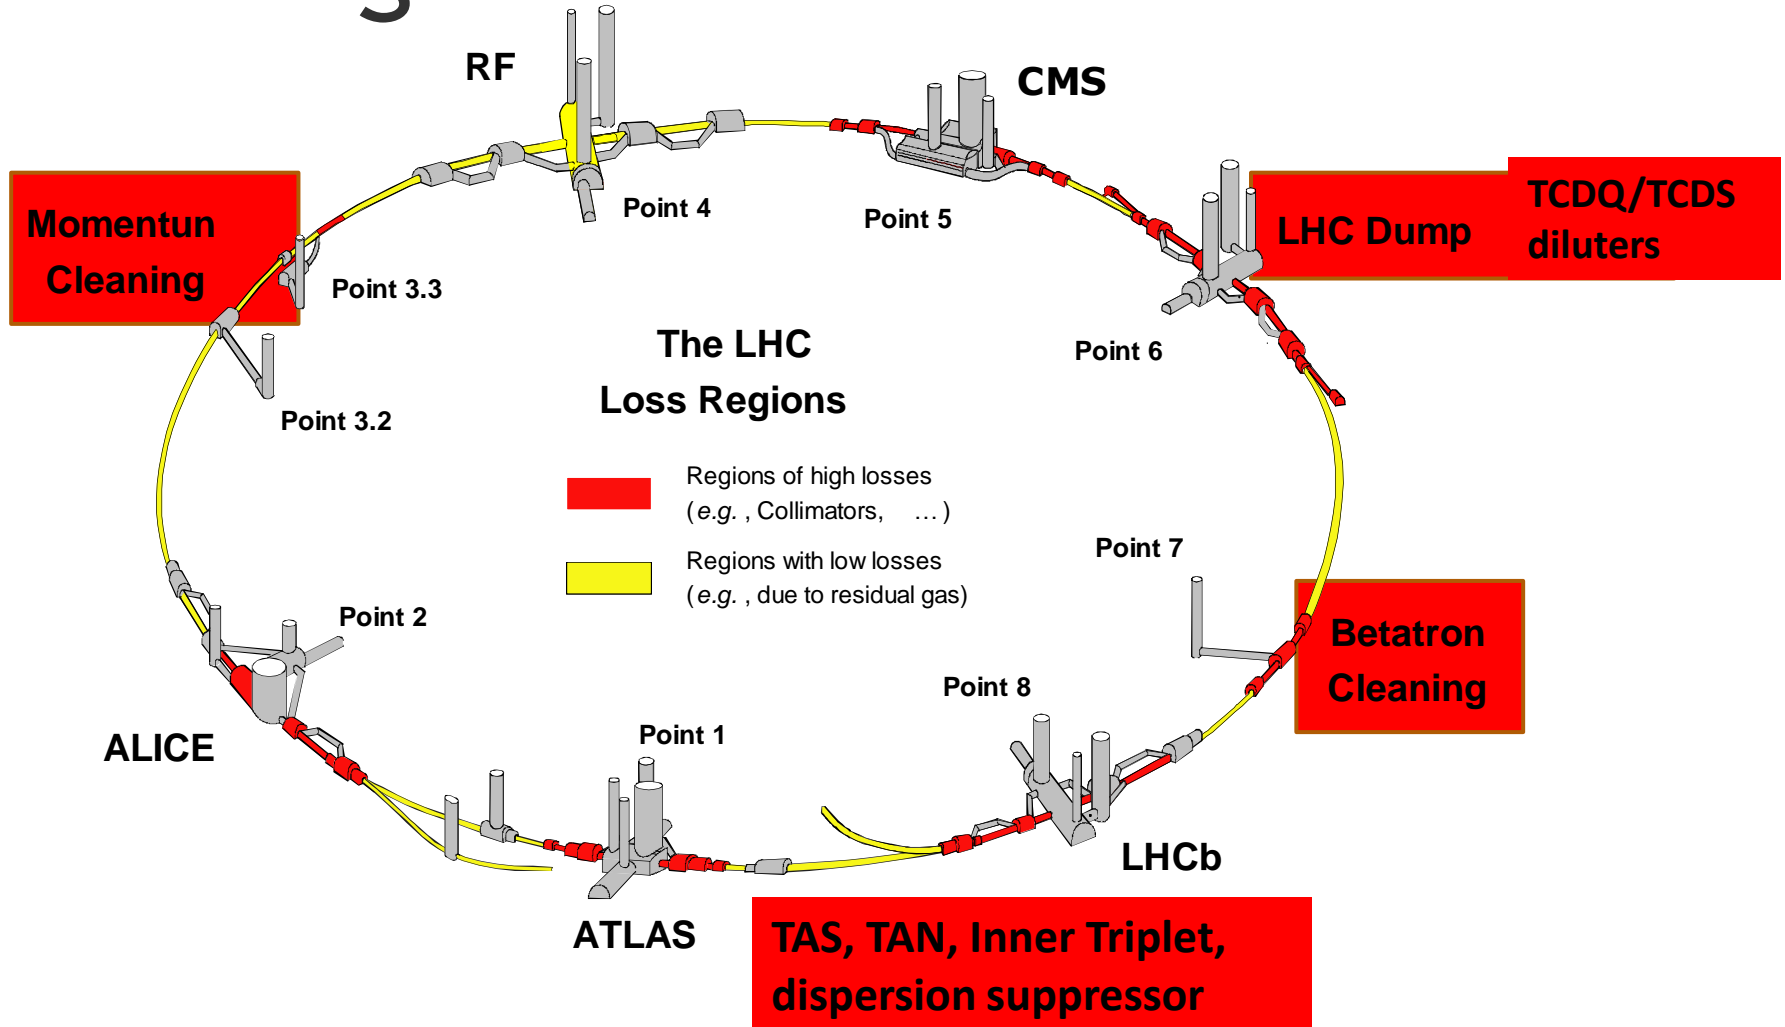 RF
CMS
TCDQ/TCDS
diluters
LHC Dump
Momentun
Cleaning
Point 4
Point 5
Point 3.3
Point 6
The LHC
Loss Regions
Point 3.2
Regions of high losses
(e.g. , Collimators, …)
Regions with low losses
(e.g. , due to residual gas)
Point 7
Point 2
Betatron
Cleaning
Point 8
Point 1
ALICE
LHCb
ATLAS
TAS, TAN, Inner Triplet,
dispersion suppressor